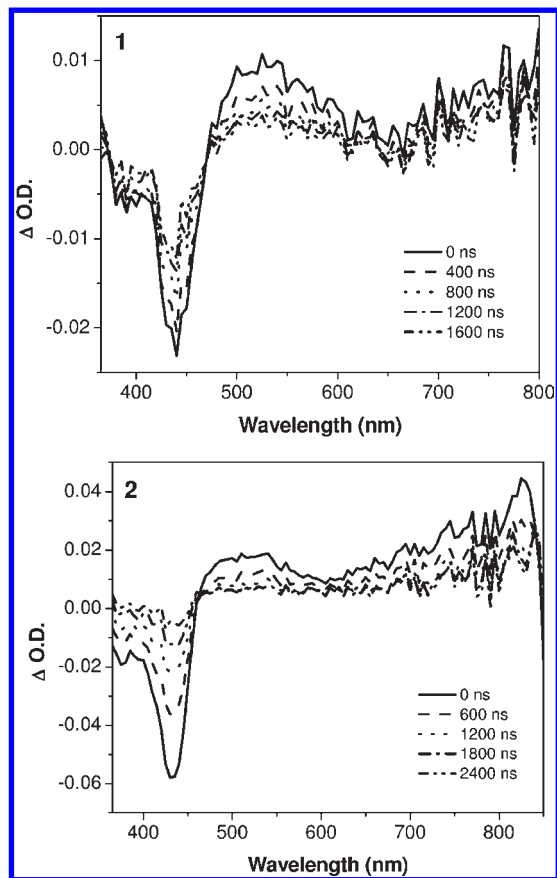 1
0.01
0.00
-0.01
-0.02
Δ O.D.
0 ns
400 ns
800 ns
1200 ns
1600 ns
400 500 600 700 800
Wavelength (nm)
2
0.04
0.02
0.00
-0.02
-0.04
-0.06
Δ O.D.
0 ns
600 ns
1200 ns
1800 ns
2400 ns
400 500 600 700 800
Wavelength (nm)